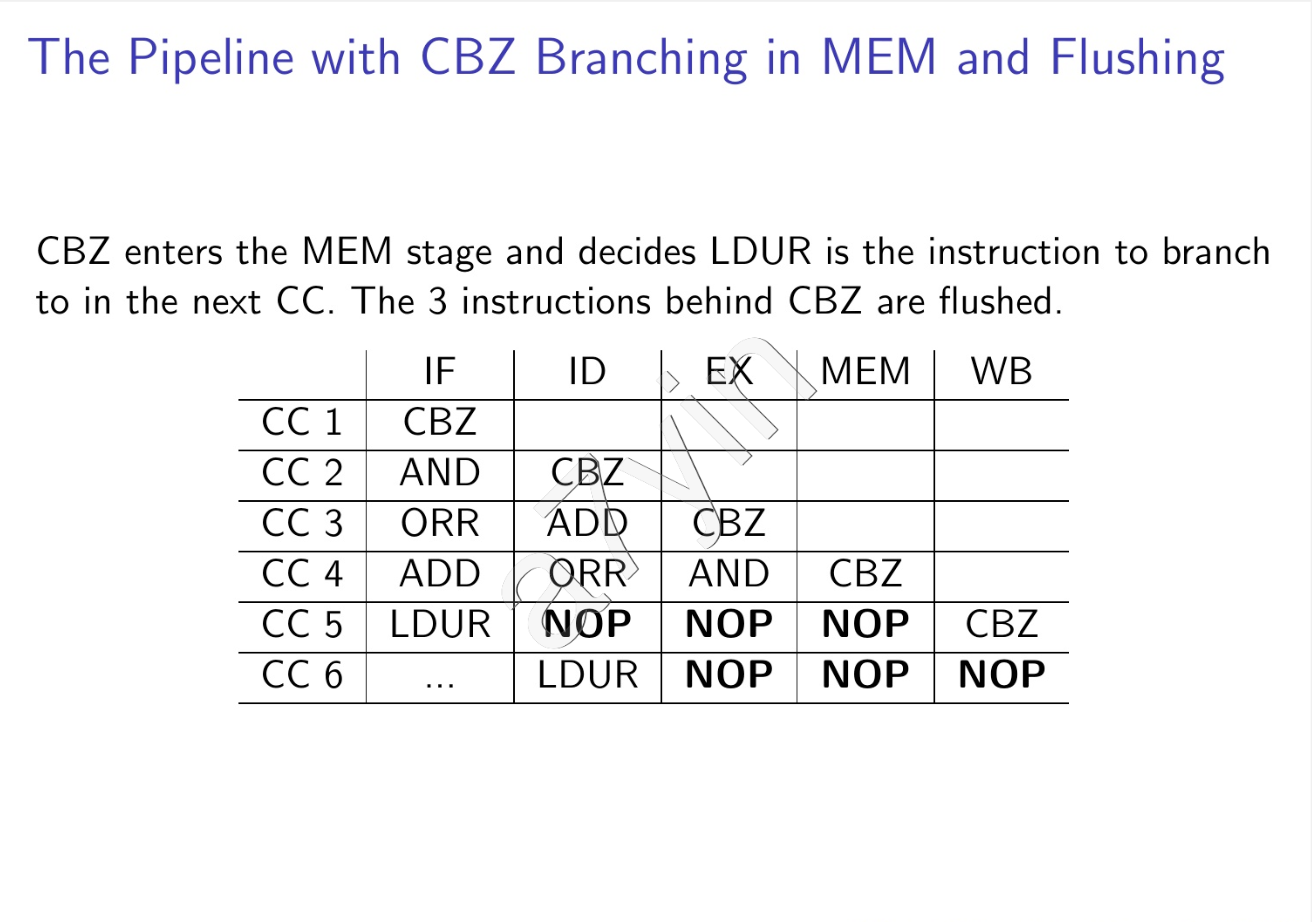 The Pipeline with CBZ Branching in MEM and Flushing
CBZ enters the MEM stage and decides LDUR is the instruction to branch
to in the next CC. The 3 instructions behind CBZ are flushed.
IF ID EX MEM WB
CC 1 CBZ
CC 2 AND CBZ
CC 3 ORR ADD CBZ
CC 4 ADD ORR AND CBZ
CC 5 LDUR NOP NOP NOP CBZ
CC 6 ... LDUR NOP NOP NOP
a7yin